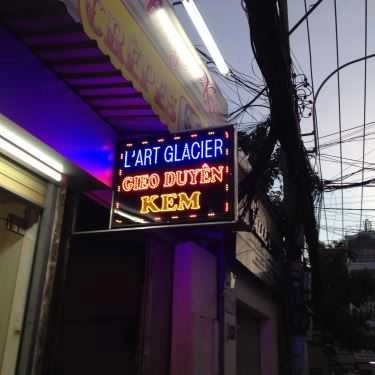 L'ART GLACIER
GIEO DUYÊN
KEM